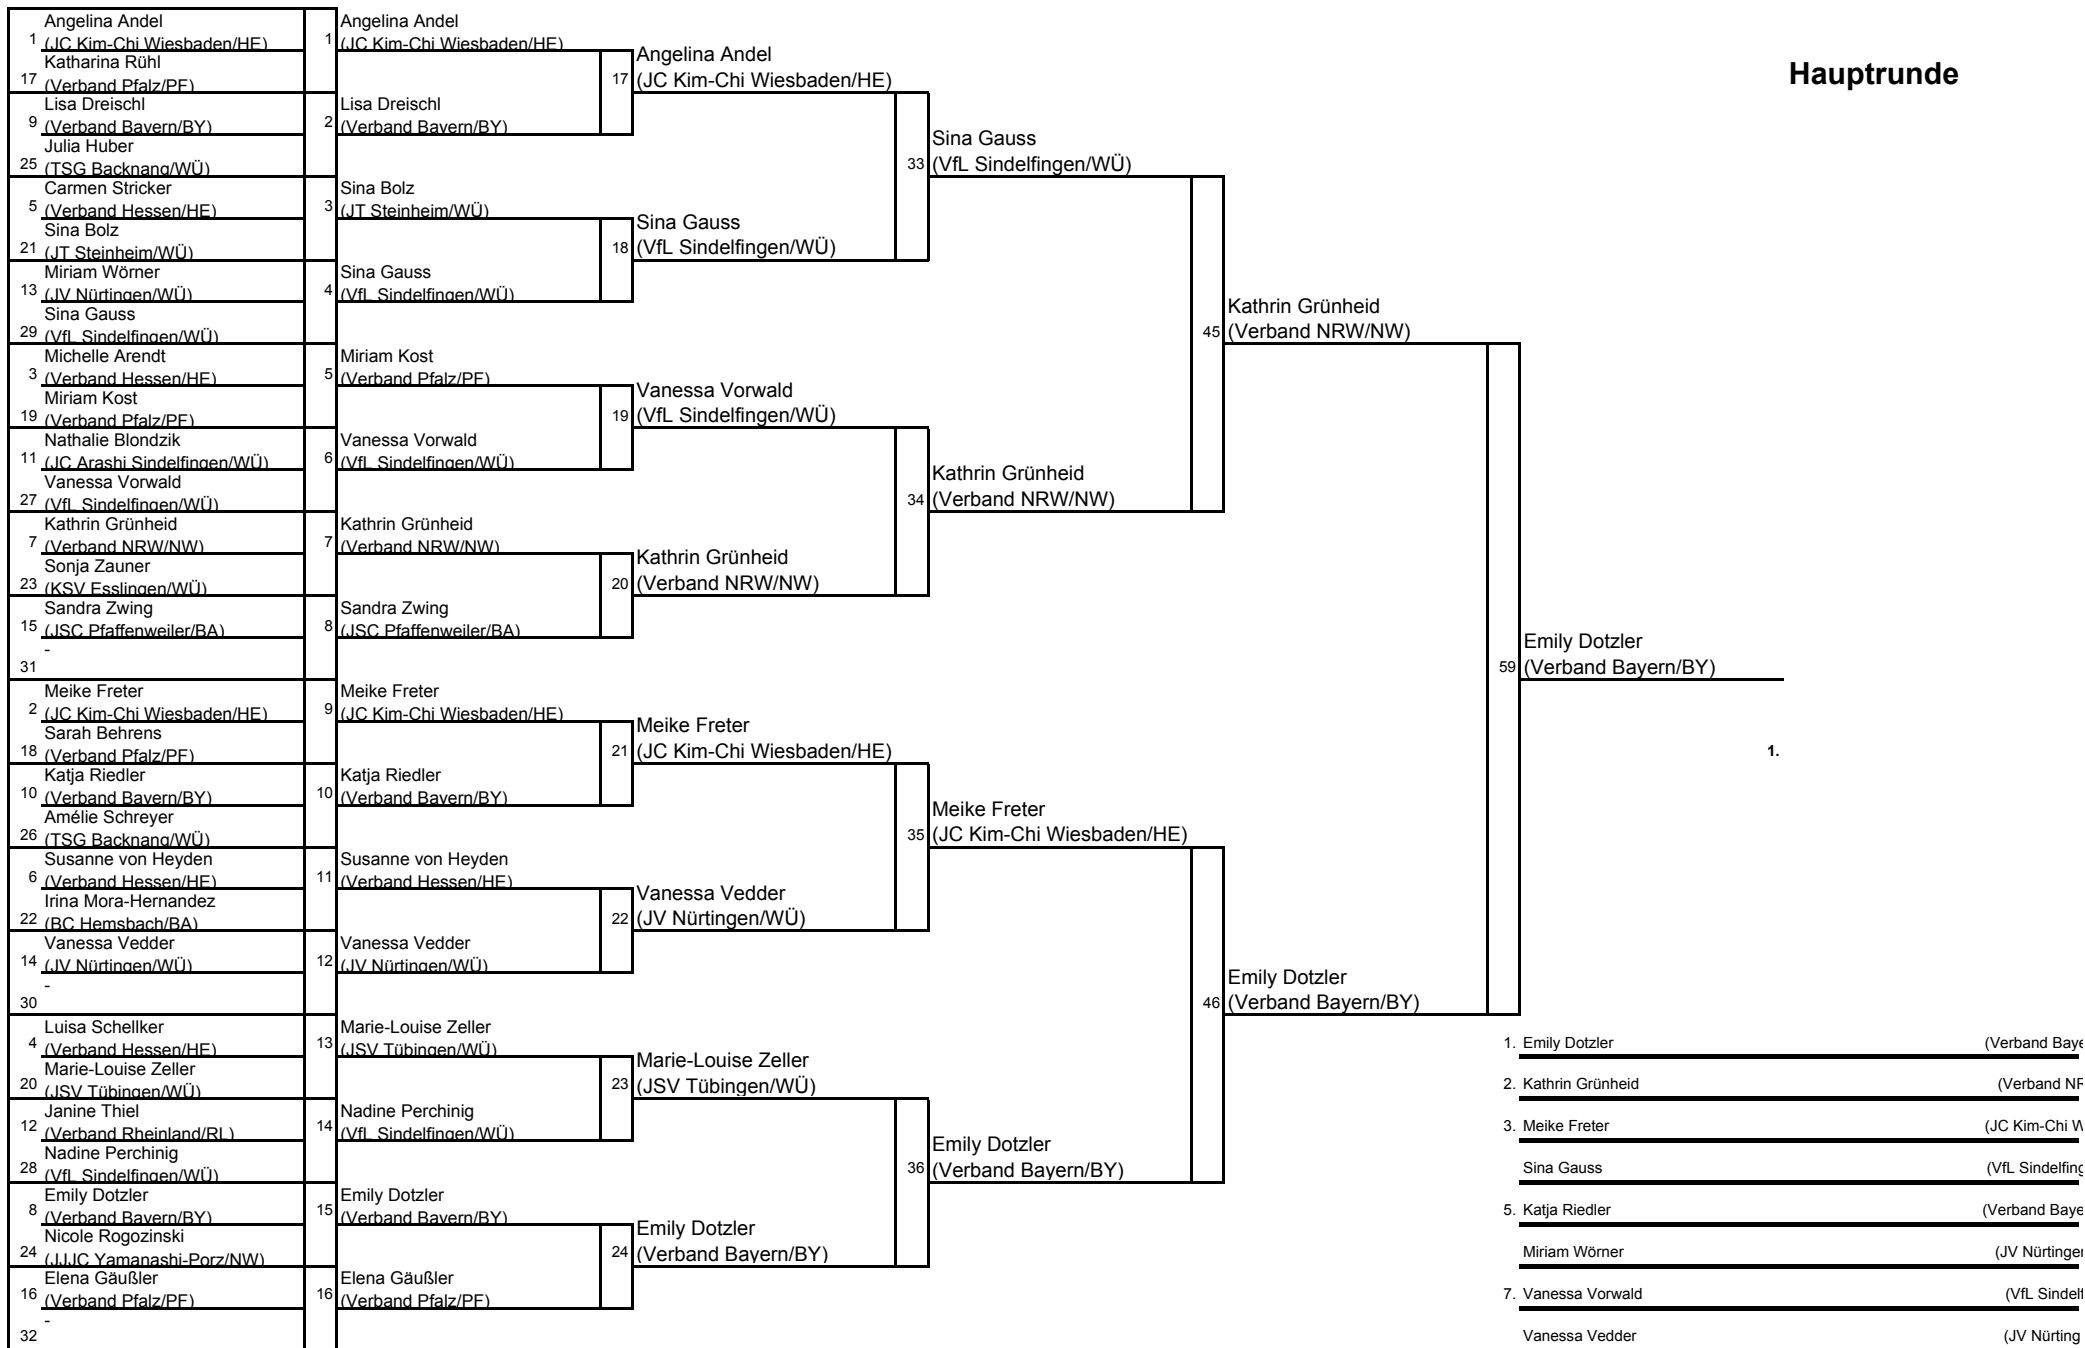 Hauptrunde
Angelina Andel
1 (JC Kim-Chi Wiesbaden/HE)
Katharina Rühl
17 (Verband Pfalz/PF)
Lisa Dreischl
9 (Verband Bayern/BY)
Julia Huber
25 (TSG Backnang/WÜ)
Carmen Stricker
5 (Verband Hessen/HE)
Sina Bolz
21 (JT Steinheim/WÜ)
Miriam Wörner
13 (JV Nürtingen/WÜ)
Sina Gauss
29 (VfL Sindelfingen/WÜ)
Michelle Arendt
3 (Verband Hessen/HE)
Miriam Kost
19 (Verband Pfalz/PF)
Nathalie Blondzik
11 (JC Arashi Sindelfingen/WÜ)
Vanessa Vorwald
27 (VfL Sindelfingen/WÜ)
Kathrin Grünheid
7 (Verband NRW/NW)
Sonja Zauner
23 (KSV Esslingen/WÜ)
Sandra Zwing
15 (JSC Pfaffenweiler/BA)
-
31
Meike Freter
2 (JC Kim-Chi Wiesbaden/HE)
Sarah Behrens
18 (Verband Pfalz/PF)
Katja Riedler
10 (Verband Bayern/BY)
Amélie Schreyer
26 (TSG Backnang/WÜ)
Susanne von Heyden
6 (Verband Hessen/HE)
Irina Mora-Hernandez
22 (BC Hemsbach/BA)
Vanessa Vedder
14 (JV Nürtingen/WÜ)
-
30
Luisa Schellker
4 (Verband Hessen/HE)
Marie-Louise Zeller
20 (JSV Tübingen/WÜ)
Janine Thiel
12 (Verband Rheinland/RL)
Nadine Perchinig
28 (VfL Sindelfingen/WÜ)
Emily Dotzler
8 (Verband Bayern/BY)
Nicole Rogozinski
24 (JJJC Yamanashi-Porz/NW)
Elena Gäußler
16 (Verband Pfalz/PF)
-
32
Angelina Andel
1 (JC Kim-Chi Wiesbaden/HE)
Lisa Dreischl
2 (Verband Bayern/BY)
Sina Bolz
3 (JT Steinheim/WÜ)
Sina Gauss
4 (VfL Sindelfingen/WÜ)
Miriam Kost
5 (Verband Pfalz/PF)
Vanessa Vorwald
6 (VfL Sindelfingen/WÜ)
Kathrin Grünheid
7 (Verband NRW/NW)
Sandra Zwing
8 (JSC Pfaffenweiler/BA)
Meike Freter
9 (JC Kim-Chi Wiesbaden/HE)
Katja Riedler
10 (Verband Bayern/BY)
Susanne von Heyden
11 (Verband Hessen/HE)
Vanessa Vedder
12 (JV Nürtingen/WÜ)
Marie-Louise Zeller
13 (JSV Tübingen/WÜ)
Nadine Perchinig
14 (VfL Sindelfingen/WÜ)
Emily Dotzler
15 (Verband Bayern/BY)
Elena Gäußler
16 (Verband Pfalz/PF)
Angelina Andel
17 (JC Kim-Chi Wiesbaden/HE)
Sina Gauss
18 (VfL Sindelfingen/WÜ)
Vanessa Vorwald
19 (VfL Sindelfingen/WÜ)
Kathrin Grünheid
20 (Verband NRW/NW)
Meike Freter
21 (JC Kim-Chi Wiesbaden/HE)
Vanessa Vedder
22 (JV Nürtingen/WÜ)
Marie-Louise Zeller
23 (JSV Tübingen/WÜ)
Emily Dotzler
24 (Verband Bayern/BY)
Sina Gauss
33 (VfL Sindelfingen/WÜ)
Kathrin Grünheid
34 (Verband NRW/NW)
Meike Freter
35 (JC Kim-Chi Wiesbaden/HE)
Emily Dotzler
36 (Verband Bayern/BY)
Kathrin Grünheid
45 (Verband NRW/NW)
Emily Dotzler
46 (Verband Bayern/BY)
Emily Dotzler
59 (Verband Bayern/BY)
1.
1. Emily Dotzler (Verband Baye
2. Kathrin Grünheid (Verband NR
3. Meike Freter (JC Kim-Chi W
Sina Gauss (VfL Sindelfing
5. Katja Riedler (Verband Baye
Miriam Wörner (JV Nürtinger
7. Vanessa Vorwald (VfL Sindelf
Vanessa Vedder (JV Nürting